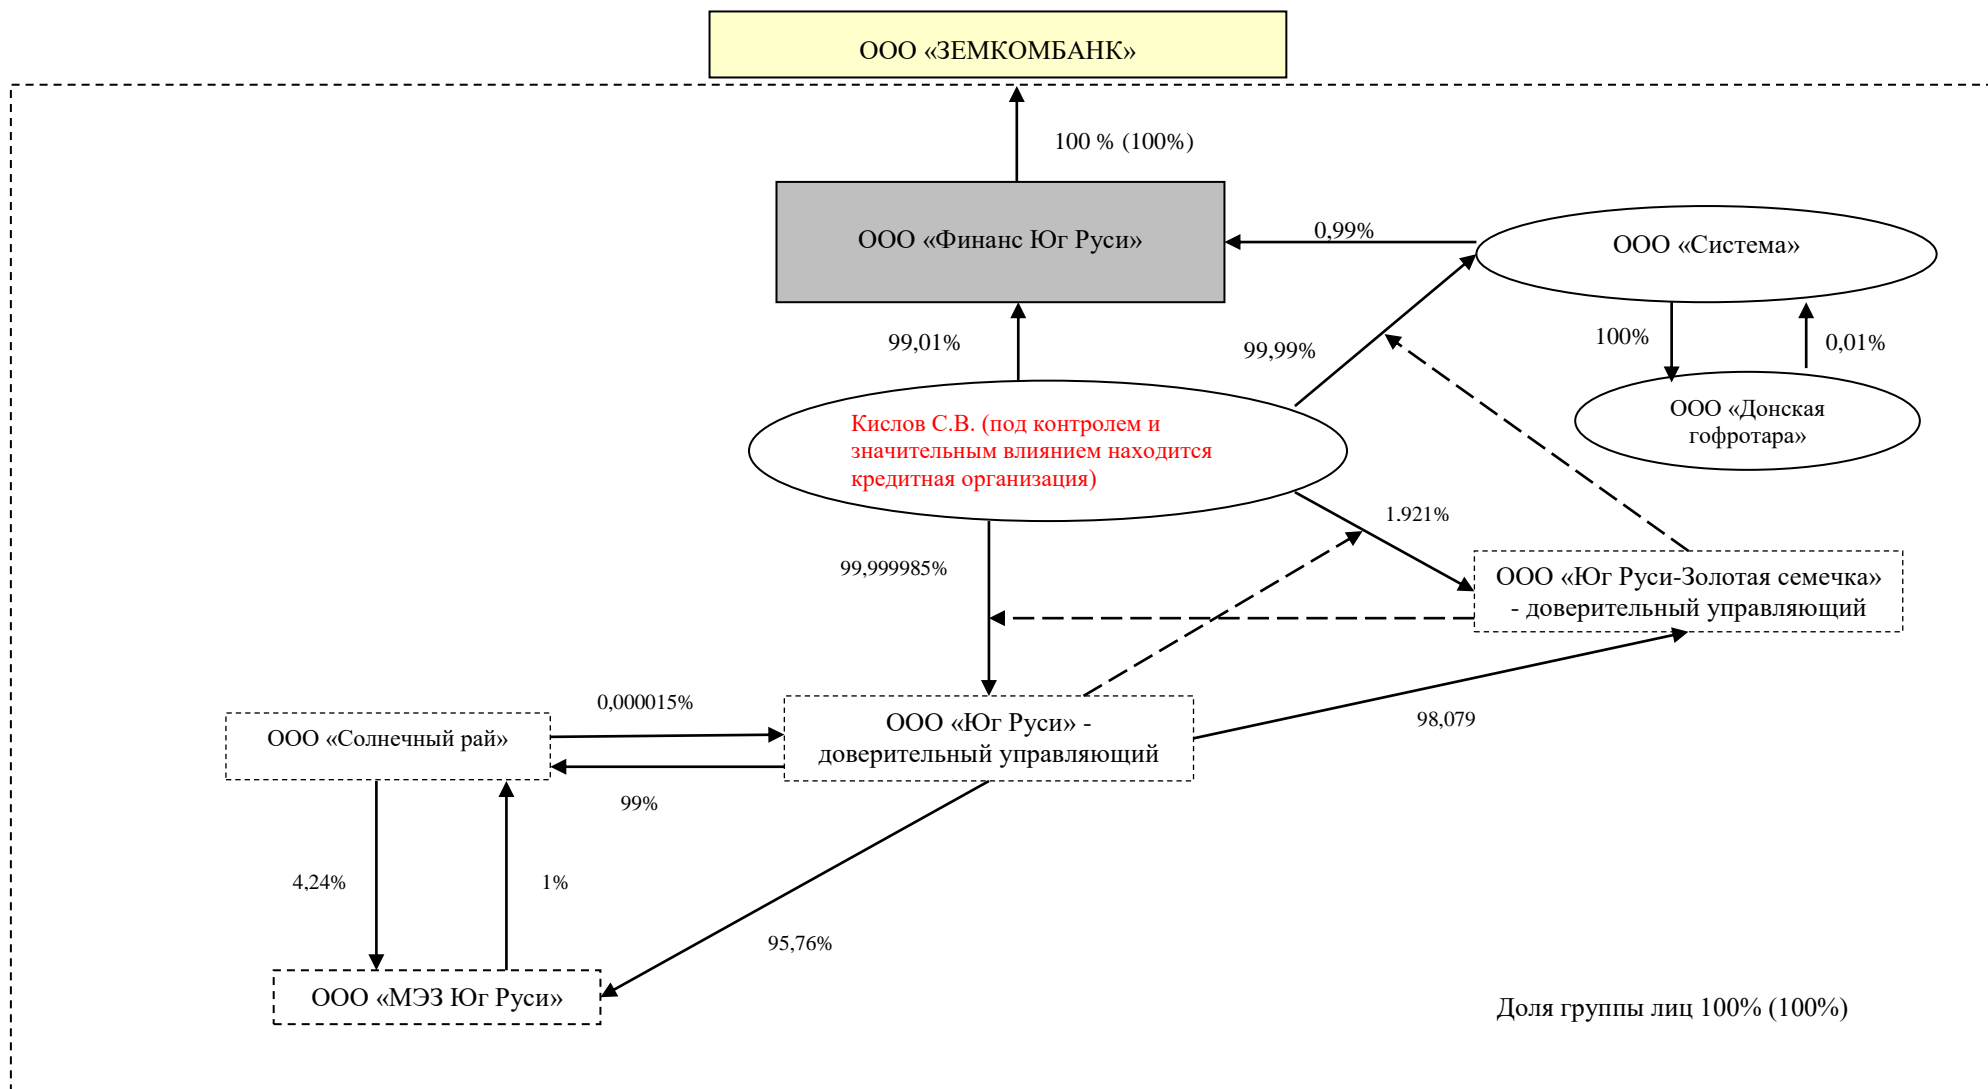 ООО «ЗЕМКОМБАНК»
100 % (100%)
ООО «Финанс Юг Руси»
0,99%
ООО «Система»
99,01%
99,99%
100%
0,01%
Кислов С.В. (под контролем и
значительным влиянием находится
кредитная организация)
ООО «Донская
гофротара»
1.921%
99,999985%
ООО «Юг Руси-Золотая семечка»
- доверительный управляющий
0,000015%
ООО «Солнечный рай»
ООО «Юг Руси» -
доверительный управляющий
98,079
99%
4,24%
1%
95,76%
ООО «МЭЗ Юг Руси»
Доля группы лиц 100% (100%)